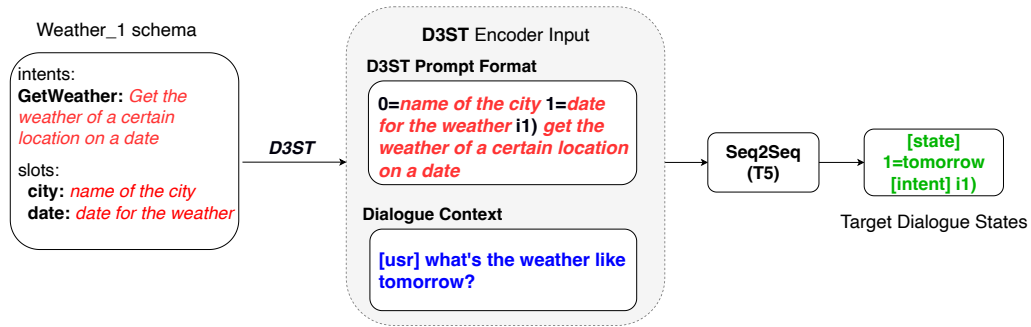 Weather_1 schema
intents:
GetWeather: Get the
weather of a certain
location on a date
slots:
city: name of the city
date: date for the weather
D3ST
D3ST Encoder Input
D3ST Prompt Format
0=name of the city 1=date
for the weather i1) get the
weather of a certain location
on a date
Dialogue Context
[usr] what's the weather like
tomorrow?
Seq2Seq
(T5)
[state]
1=tomorrow
[intent] i1)
Target Dialogue States